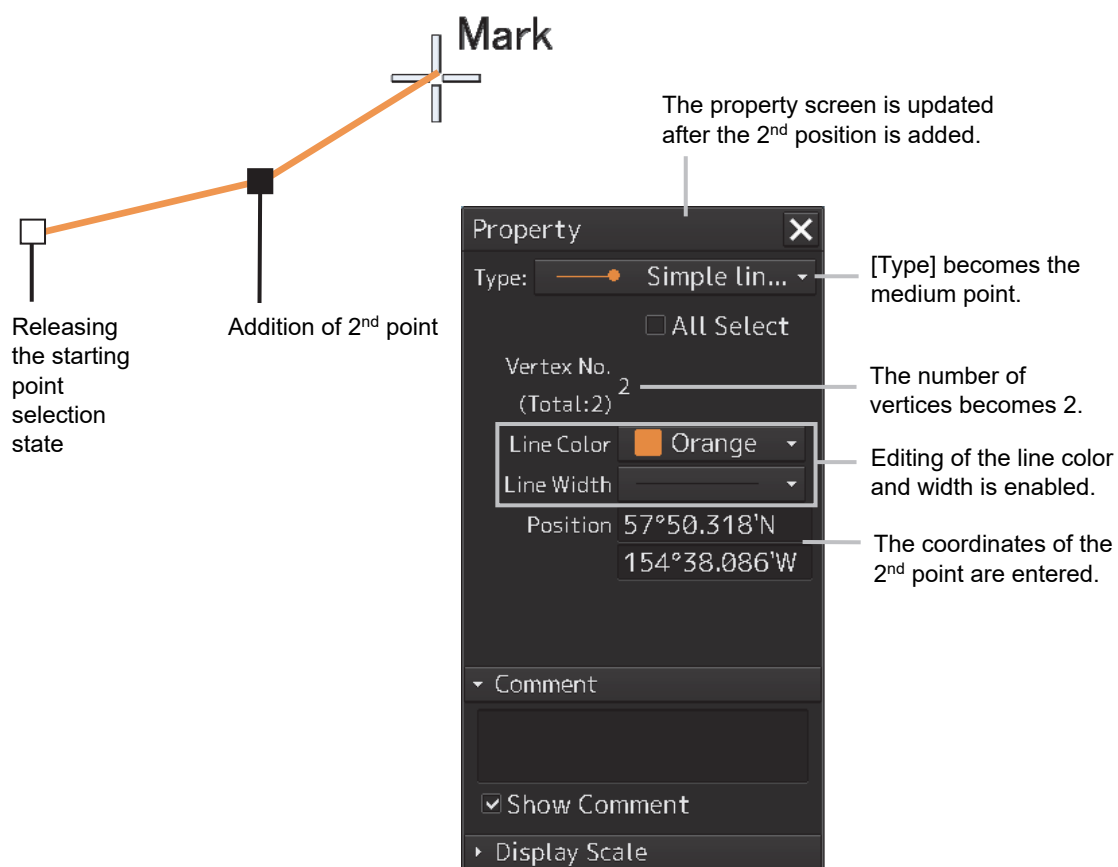 Mark
The property screen is updated
after the 2nd position is added.
Property
Type: Simple lin...
[Type] becomes the
medium point.
All Select
Releasing
the starting
point
selection
state
Addition of 2nd point
Vertex No.
(Total:2)
2
The number of
vertices becomes 2.
Line Color Orange
Line Width
Editing of the line color
and width is enabled.
Position 57°50.318'N
154°38.086'W
The coordinates of the
2nd point are entered.
Comment
Show Comment
Display Scale